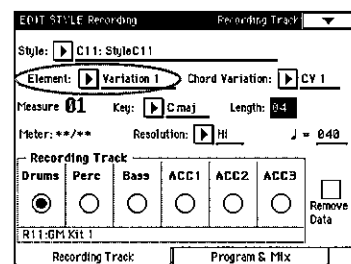 EDIT STYLE Recording Recording Track
Style: C11: StyleC11
Element: Variation 1 Chord Variation: CV 1
Measure 01 Key: C maj Length: 04
Meter: **/** Resolution: Hi ♩ = 040
Recording Track
Drums Perc Bass ACC1 ACC2 ACC3
Remove
Data
R11:GM Kit 1
Recording Track Program & Mix